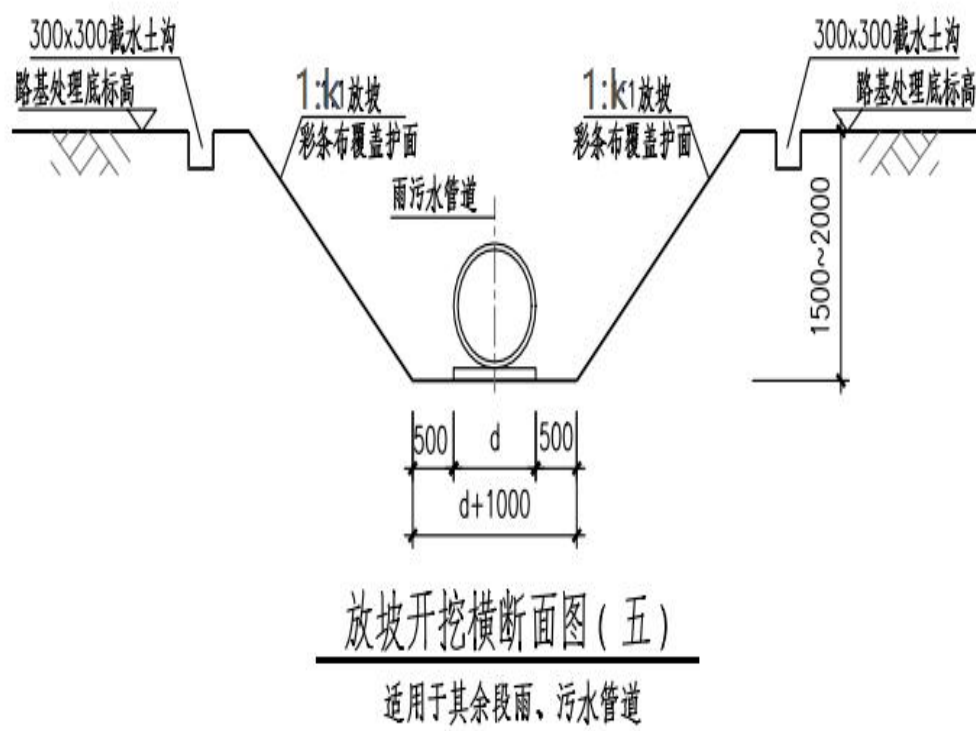 300x300截水土沟
路基处理底标高
1:k 放坡
彩条布覆盖护面
雨污水管道
300x300截水土沟
路基处理底标高
1:k 放坡
彩条布覆盖护面
1500~2000
500 d 500
d+1000
放坡开挖横断面图(五)
适用于其余段雨、污水管道